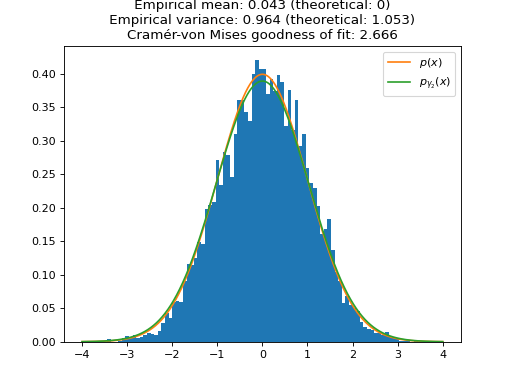 Empirical mean: 0.043 (theoretical: 0)
Empirical variance: 0.964 (theoretical: 1.053)
Cramér-von Mises goodness of fit: 2.666
p(x)
pγ₂(x)
0.40
0.35
0.30
0.25
0.20
0.15
0.10
0.05
0.00
−4 −3 −2 −1 0 1 2 3 4